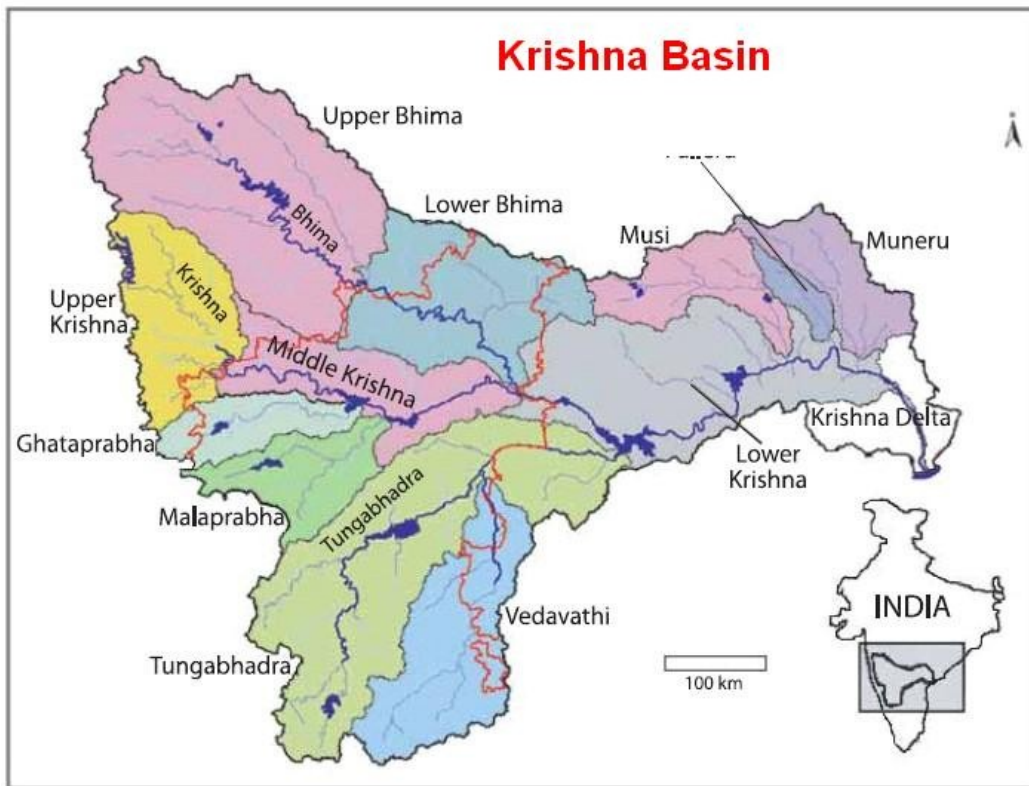 Krishna Basin
Upper Bhima
Lower Bhima
Bhima
Musi
Muneru
Krishna
Upper
Krishna
Middle Krishna
Ghataprabha
Krishna Delta
Lower
Krishna
Malaprabha
Tungabhadra
Vedavathi
Tungabhadra
INDIA
100 km